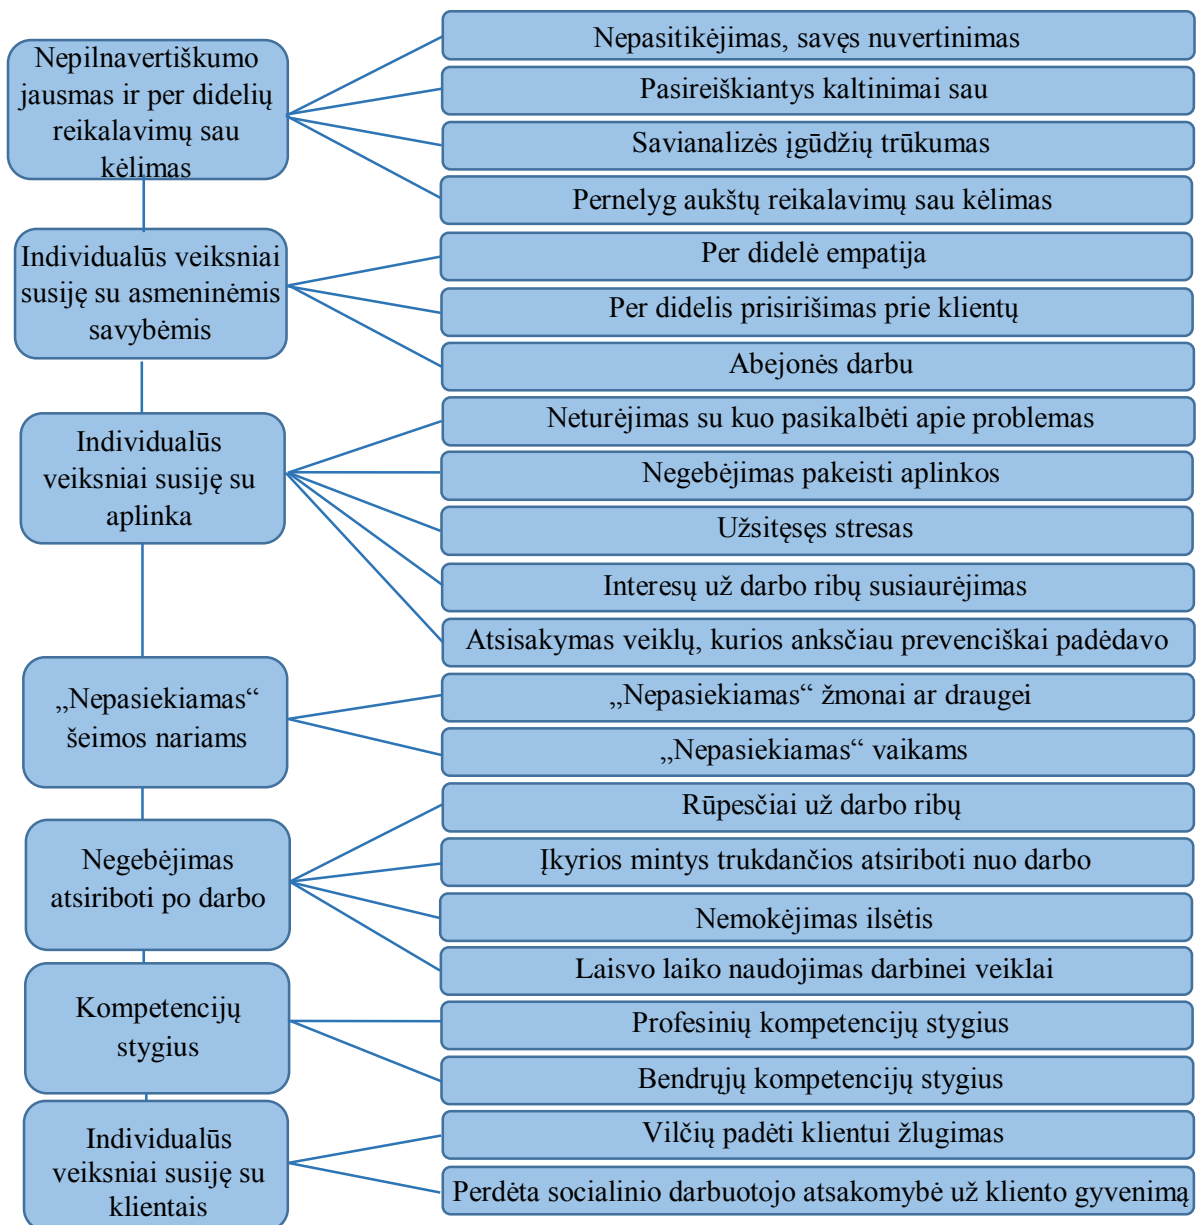 Nepilnavertiškumo
jausmas ir per didelių
reikalavimų sau
kėlimas
Nepasitikėjimas, savęs nuvertinimas
Pasireiškiantys kaltinimai sau
Savianalizės įgūdžių trūkumas
Pernelyg aukštų reikalavimų sau kėlimas
Individualūs veiksniai
susiję su asmeninėmis
savybėmis
Per didelė empatija
Per didelis prisirišimas prie klientų
Abejonės darbu
Individualūs
veiksniai susiję su
aplinka
Neturėjimas su kuo pasikalbėti apie problemas
Negebėjimas pakeisti aplinkos
Užsitęsęs stresas
Interesų už darbo ribų susiaurėjimas
Atsisakymas veiklų, kurios anksčiau prevenciškai padėdavo
„Nepasiekiamas“
šeimos nariams
„Nepasiekiamas“ žmonai ar draugei
„Nepasiekiamas“ vaikams
Negebėjimas
atsiriboti po darbo
Rūpesčiai už darbo ribų
Įkyrios mintys trukdančios atsiriboti nuo darbo
Nemokėjimas ilsėtis
Laisvo laiko naudojimas darbinei veiklai
Kompetencijų
stygius
Profesinių kompetencijų stygius
Bendrųjų kompetencijų stygius
Individualūs
veiksniai susiję su
klientais
Vilčių padėti klientui žlugimas
Perdėta socialinio darbuotojo atsakomybė už kliento gyvenimą